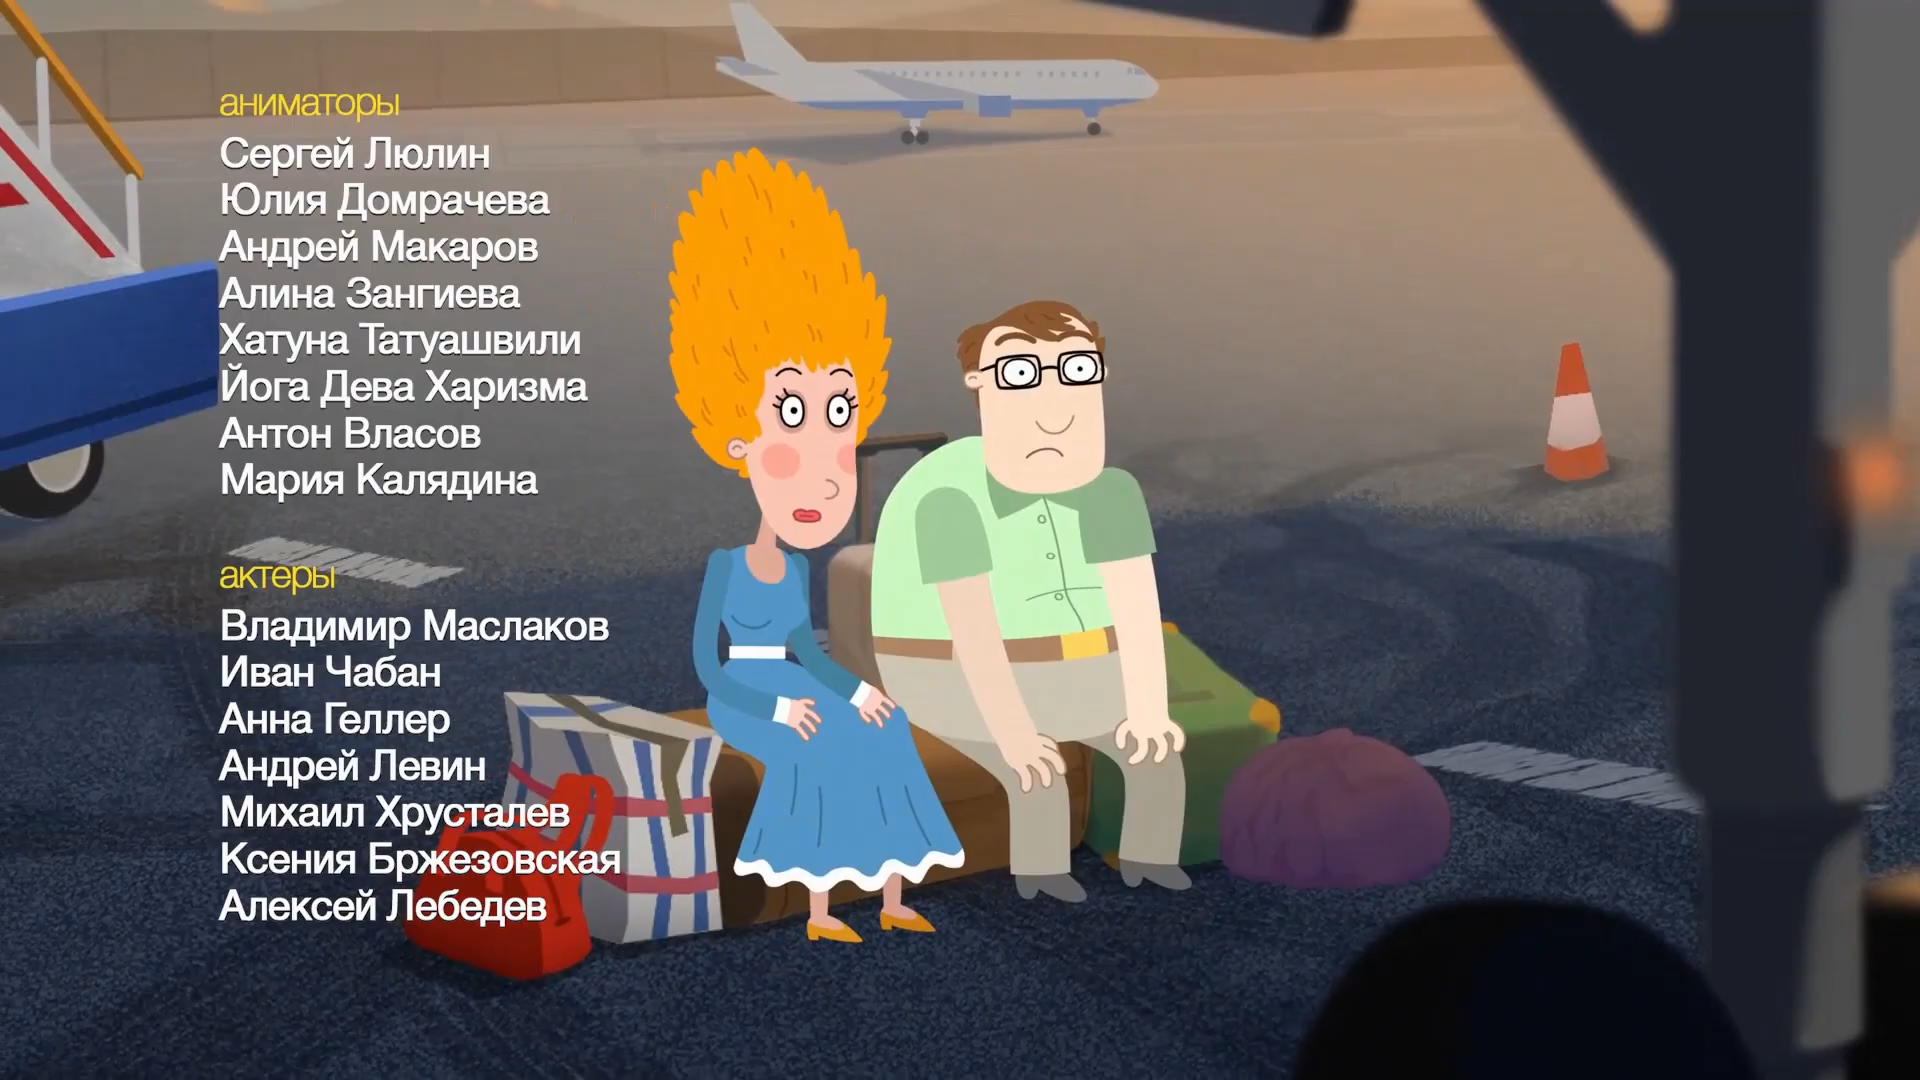 аниматоры
Сергей Люлин
Юлия Домрачева
Андрей Макаров
Алина Зангиева
Хатуна Татуашвили
Йога Дева Харизма
Антон Власов
Мария Калядина
актеры
Владимир Маслаков
Иван Чабан
Анна Геллер
Андрей Левин
Михаил Хрусталев
Ксения Бржезовская
Алексей Лебедев